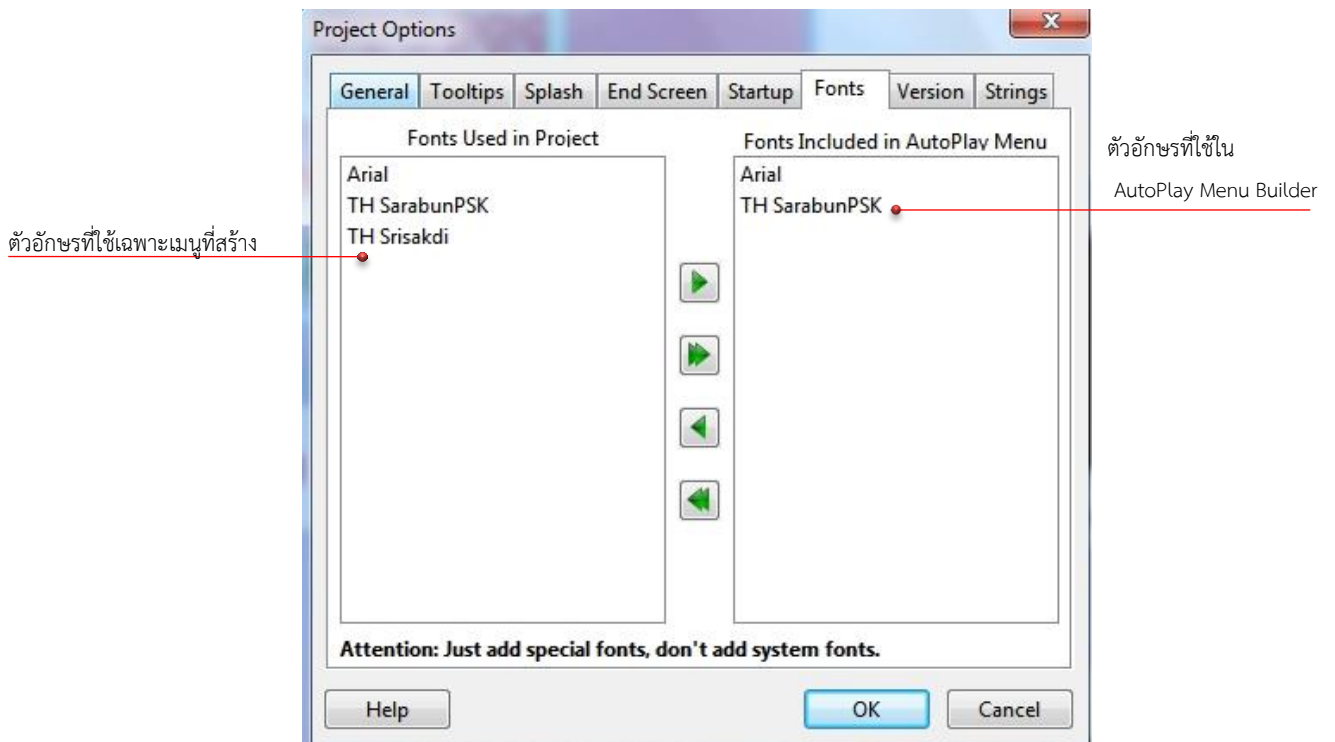 Project Options
General Tooltips Splash End Screen Startup Fonts Version Strings
Fonts Used in Project
Arial
TH SarabunPSK
TH Srisakdi
Fonts Included in AutoPlay Menu
Arial
TH SarabunPSK
ตัวอักษรที่ใช้ใน
AutoPlay Menu Builder
ตัวอักษรที่ใช้เฉพาะเมนูที่สร้าง
Attention: Just add special fonts, don't add system fonts.
Help OK Cancel